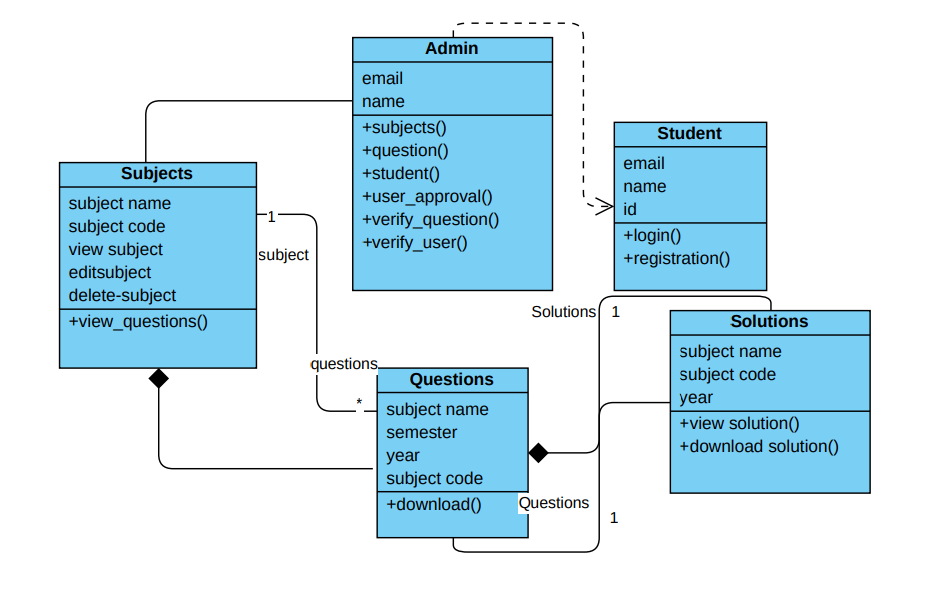 Admin
email
name
+subjects()
+question()
+student()
+user_approval()
+verify_question()
+verify_user()
Student
email
name
id
+login()
+registration()
Subjects
subject name
subject code
view subject
editsubject
delete-subject
+view_questions()
1
subject
questions
*
Questions
subject name
semester
year
subject code
+download()
Solutions
1
Solutions
subject name
subject code
year
+view solution()
+download solution()
Questions
1